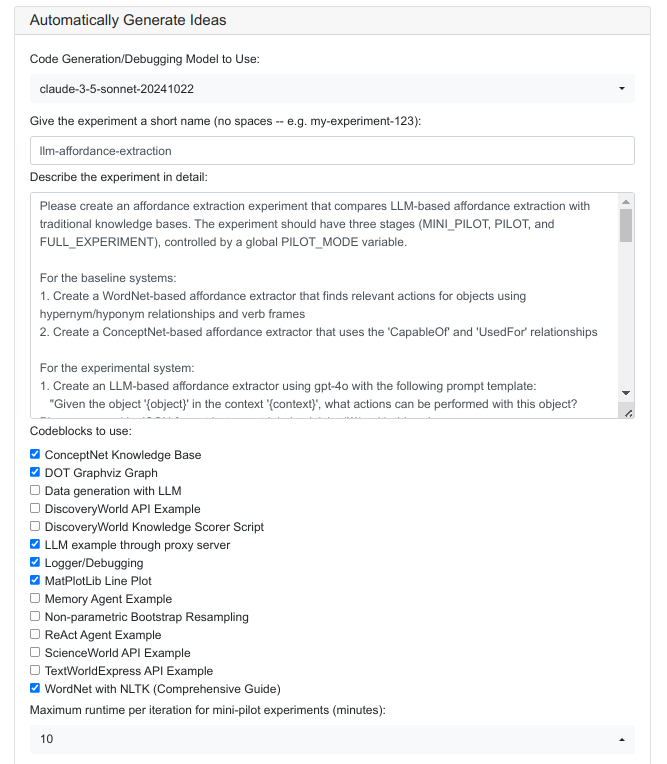 Automatically Generate Ideas
Code Generation/Debugging Model to Use:
claude-3-5-sonnet-20241022
Give the experiment a short name (no spaces -- e.g. my-experiment-123):
llm-affordance-extraction
Describe the experiment in detail:
Please create an affordance extraction experiment that compares LLM-based affordance extraction with
traditional knowledge bases. The experiment should have three stages (MINI_PILOT, PILOT, and
FULL_EXPERIMENT), controlled by a global PILOT_MODE variable.
For the baseline systems:
1. Create a WordNet-based affordance extractor that finds relevant actions for objects using
hypernym/hyponym relationships and verb frames
2. Create a ConceptNet-based affordance extractor that uses the 'CapableOf' and 'UsedFor' relationships
For the experimental system:
1. Create an LLM-based affordance extractor using gpt-4o with the following prompt template:
"Given the object '{object}' in the context '{context}', what actions can be performed with this object?
Codeblocks to use:
ConceptNet Knowledge Base
DOT Graphviz Graph
Data generation with LLM
DiscoveryWorld API Example
DiscoveryWorld Knowledge Scorer Script
LLM example through proxy server
Logger/Debugging
MatPlotLib Line Plot
Memory Agent Example
Non-parametric Bootstrap Resampling
ReAct Agent Example
ScienceWorld API Example
TextWorldExpress API Example
WordNet with NLTK (Comprehensive Guide)
Maximum runtime per iteration for mini-pilot experiments (minutes):
10